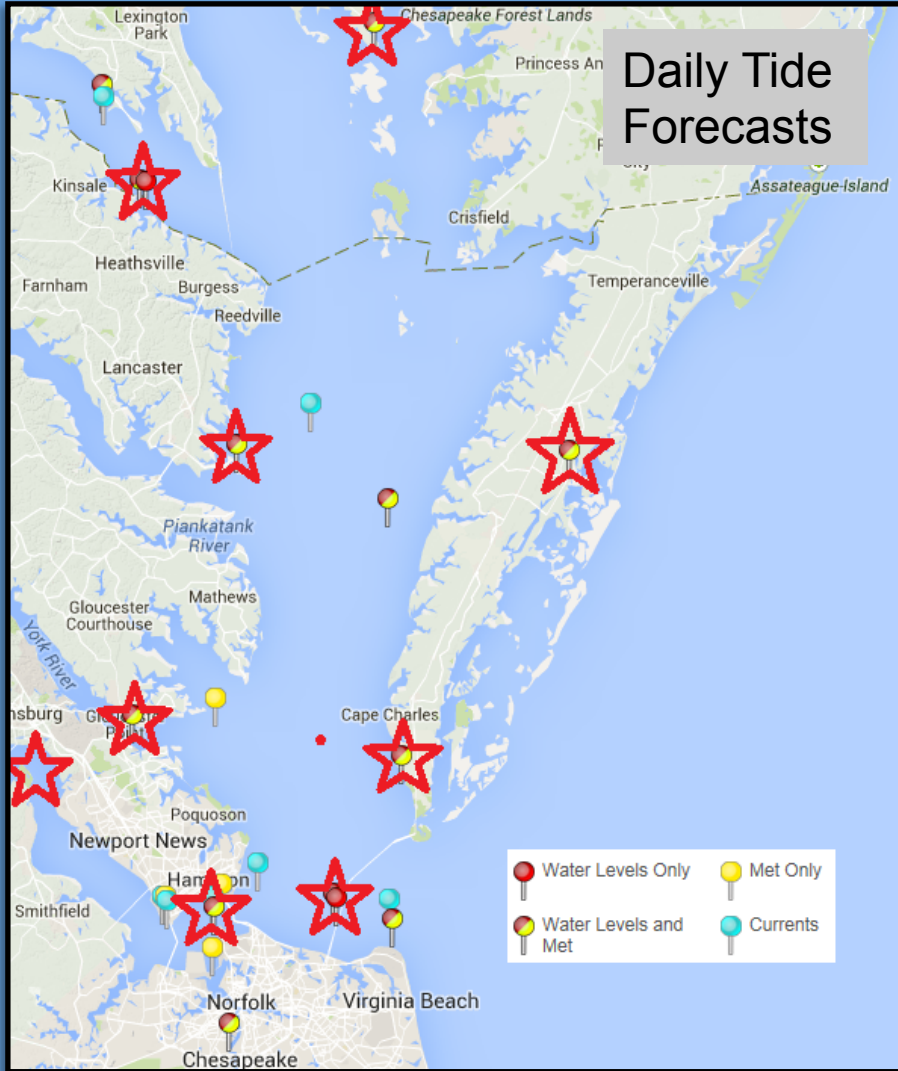 Lexington
Park
Chesapeake Forest Lands
Princess An
Daily Tide
Forecasts
City
Kinsale
Assateague-Island
Crisfield
Heathsville
Farnham
Burgess
Temperanceville
Reedville
Lancaster
Piankatank
River
Mathews
Gloucester
Courthouse
York River
nsburg
Point
Cape Charles
Poquoson
Newport News
Smithfield
Norfolk
Virginia Beach
Chesapeake
Water Levels Only
Met Only
Water Levels and
Met
Currents